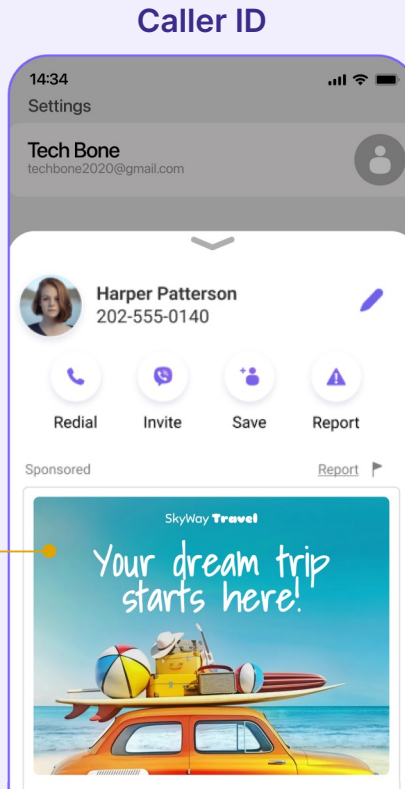 Caller ID
14:34
Settings
Tech Bone
techbone2020@gmail.com
Harper Patterson
202-555-0140
Redial Invite Save Report
Sponsored Report
SkyWay Travel
Your dream trip
starts here!